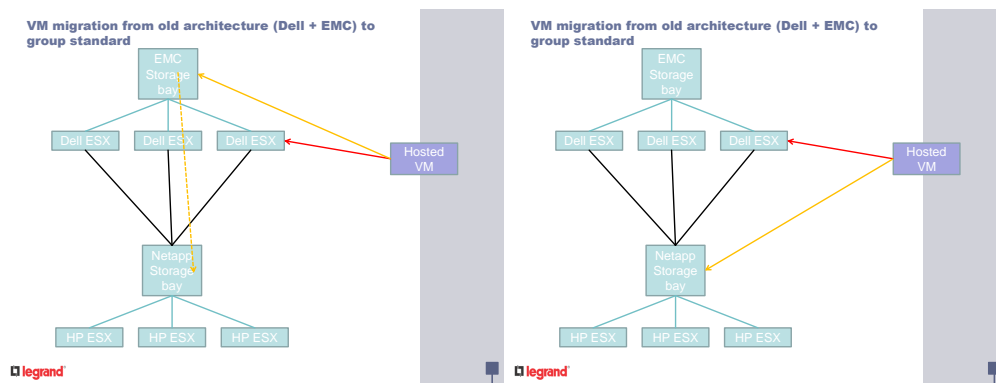 VM migration from old architecture (Dell + EMC) to
group standard
EMC
Storage
bay
Dell ESX
Dell ESX
Dell ESX
Hosted
VM
Netapp
Storage
bay
HP ESX
HP ESX
HP ESX
legrand
VM migration from old architecture (Dell + EMC) to
group standard
EMC
Storage
bay
Dell ESX
Dell ESX
Dell ESX
Hosted
VM
Netapp
Storage
bay
HP ESX
HP ESX
HP ESX
legrand